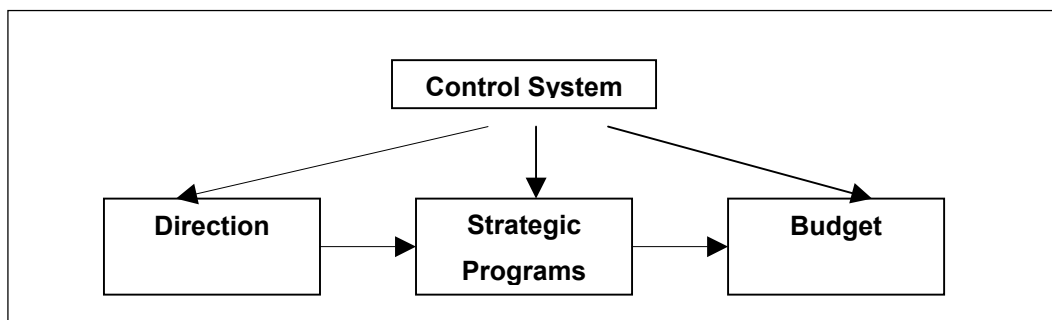 Control System
Direction
Strategic
Programs
Budget